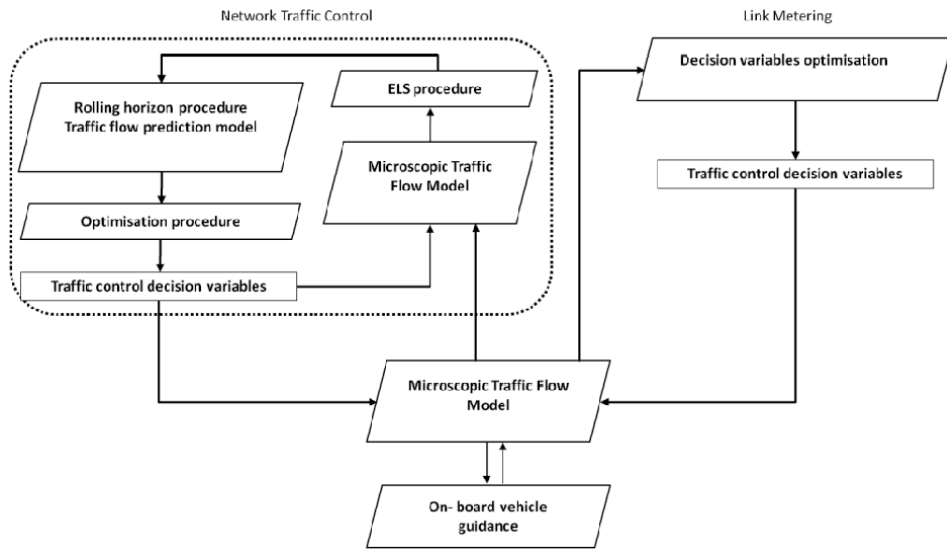 Network Traffic Control
Link Metering
ELS procedure
Rolling horizon procedure
Traffic flow prediction model
Microscopic Traffic
Flow Model
Optimisation procedure
Traffic control decision variables
Decision variables optimisation
Traffic control decision variables
Microscopic Traffic Flow
Model
On- board vehicle
guidance